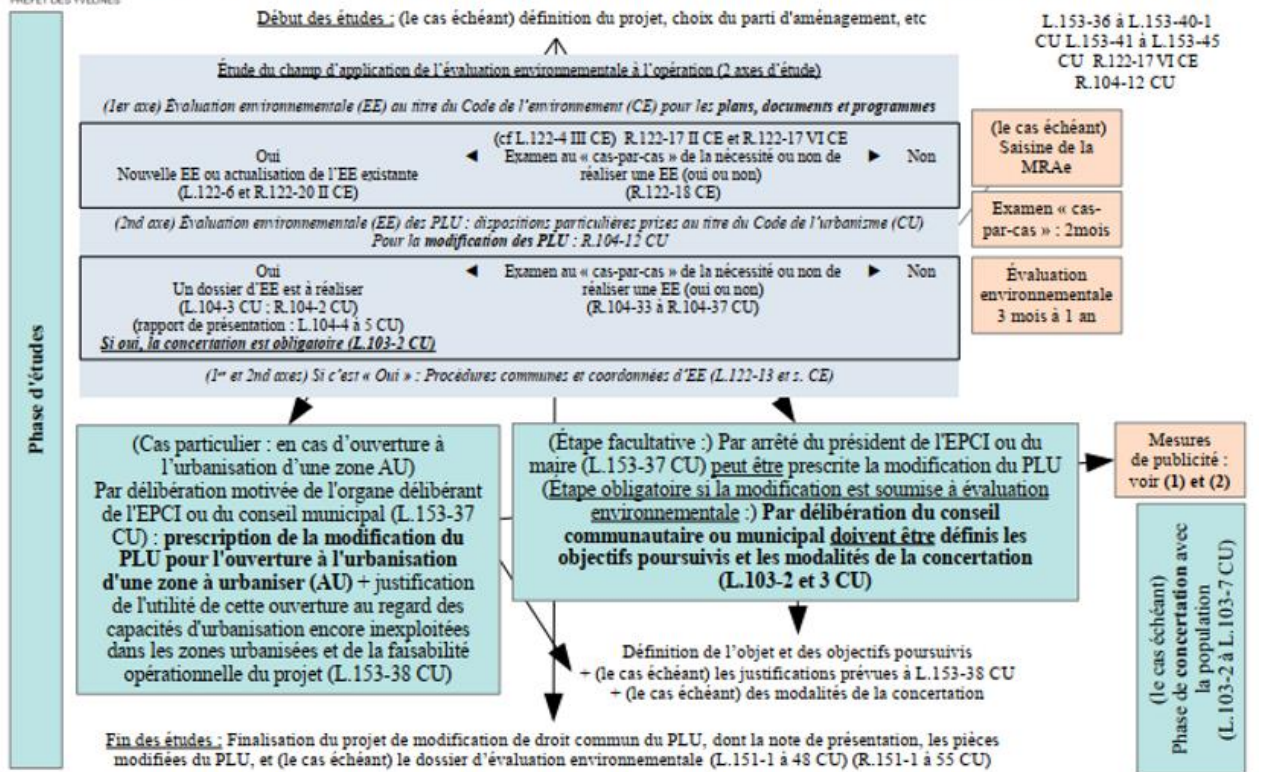 PRÉFET DES YVELINES
Début des études : (le cas échéant) définition du projet, choix du parti d'aménagement, etc
L.153-36 à L.153-40-1
CU L.153-41 à L.153-45
CU R.122-17 VI CE
R.104-12 CU
Étude du champ d'application de l'évaluation environnementale à l'opération (2 axes d'étude)
(1er axe) Évaluation environnementale (EE) au titre du Code de l'environnement (CE) pour les plans, documents et programmes
Oui
Nouvelle EE ou actualisation de l'EE existante
(L.122-6 et R.122-20 II CE)
(cf L.122-4 III CE) R.122-17 II CE et R.122-17 VI CE
◄ Examen au « cas-par-cas » de la nécessité ou non de ► Non
réaliser une EE (oui ou non)
(R.122-18 CE)
(le cas échéant)
Saisine de la
MRAe
(2nd axe) Évaluation environnementale (EE) des PLU : dispositions particulières prises au titre du Code de l'urbanisme (CU)
Pour la modification des PLU : R.104-12 CU
Examen « cas-
par-cas » : 2mois
Oui
Un dossier d'EE est à réaliser
(L.104-3 CU ; R.104-2 CU)
(rapport de présentation : L.104-4 à 5 CU)
Si oui, la concertation est obligatoire (L.103-2 CU)
◄ Examen au « cas-par-cas » de la nécessité ou non de ► Non
réaliser une EE (oui ou non)
(R.104-33 à R.104-37 CU)
Évaluation
environnementale
3 mois à 1 an
(1er et 2nd axes) Si c'est « Oui » : Procédures communes et coordonnées d'EE (L.122-13 et s. CE)
Phase d'études
(Cas particulier : en cas d'ouverture à
l'urbanisation d'une zone AU)
Par délibération motivée de l'organe délibérant
de l'EPCI ou du conseil municipal (L.153-37
CU) : prescription de la modification du
PLU pour l'ouverture à l'urbanisation
d'une zone à urbaniser (AU) + justification
de l'utilité de cette ouverture au regard des
capacités d'urbanisation encore inexploitées
dans les zones urbanisées et de la faisabilité
opérationnelle du projet (L.153-38 CU)
(Étape facultative :) Par arrêté du président de l'EPCI ou du
maire (L.153-37 CU) peut être prescrite la modification du PLU
(Étape obligatoire si la modification est soumise à évaluation
environnementale :) Par délibération du conseil
communautaire ou municipal doivent être définis les
objectifs poursuivis et les modalités de la concertation
(L.103-2 et 3 CU)
Mesures
de publicité :
voir (1) et (2)
(le cas échéant)
Phase de concertation avec
la population
(L.103-2 à L.103-7 CU)
Définition de l'objet et des objectifs poursuivis
+ (le cas échéant) les justifications prévues à L.153-38 CU
+ (le cas échéant) des modalités de la concertation
Fin des études : Finalisation du projet de modification de droit commun du PLU, dont la note de présentation, les pièces
modifiées du PLU, et (le cas échéant) le dossier d'évaluation environnementale (L.151-1 à 48 CU) (R.151-1 à 55 CU)